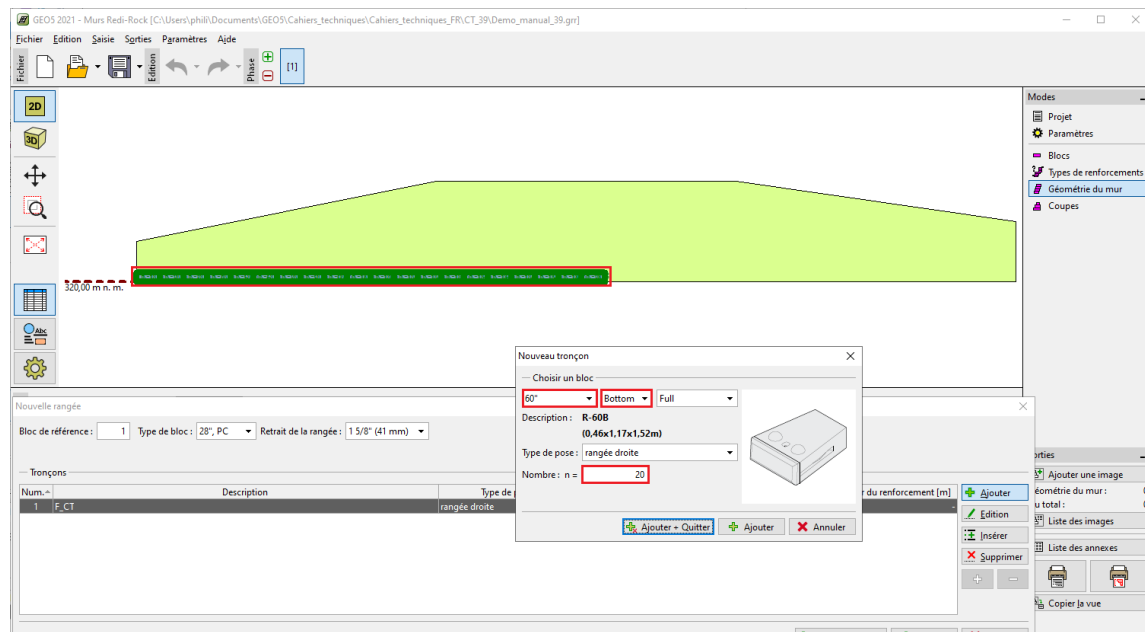 GEO5 2021 - Murs Redi-Rock [C:\Users\phili\Documents\GEO5\Cahiers_techniques\Cahiers_techniques_FR\CT_39\Demo_manual_39.grr]
Fichier Edition Saisie Sorties Paramètres Aide
Fichier
Edition
Phase
[1]
2D
3D
320,00 m n. m.
Abc
Modes
Projet
Paramètres
Blocs
Types de renforcements
Géométrie du mur
Coupes
Nouveau tronçon
Choisir un bloc
60" Bottom Full
Description : R-60B
(0,46x1,17x1,52m)
Type de pose : rangée droite
Nombre : n = 20
Ajouter + Quitter Ajouter Annuler
Nouvelle rangée
Bloc de référence : 1 Type de bloc : 28", PC Retrait de la rangée : 1 5/8" (41 mm)
Tronçons
Num. Description Type de p r du renforcement [m]
1 F_CT rangée droite -
Ajouter
Edition
Insérer
Supprimer
orties
Ajouter une image
éométrie du mur :
u total :
Liste des images
Liste des annexes
Copier la vue